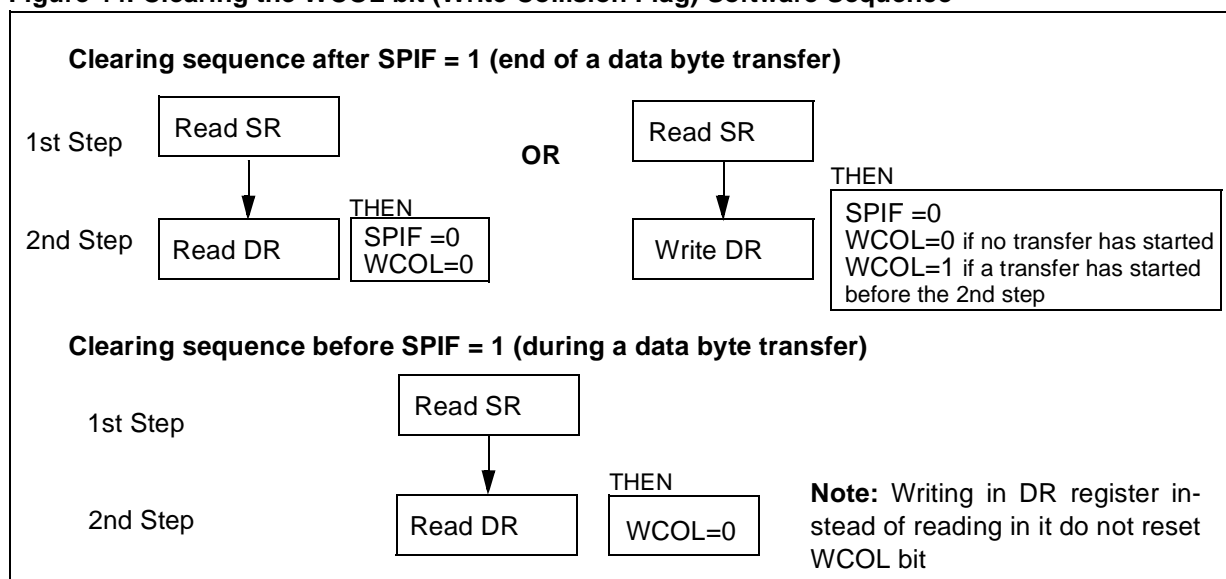 Clearing sequence after SPIF = 1 (end of a data byte transfer)
1st Step
Read SR
OR
Read SR
THEN
2nd Step
Read DR
THEN
SPIF =0
WCOL=0
Write DR
SPIF =0
WCOL=0 if no transfer has started
WCOL=1 if a transfer has started
before the 2nd step
Clearing sequence before SPIF = 1 (during a data byte transfer)
1st Step
Read SR
2nd Step
Read DR
THEN
WCOL=0
Note: Writing in DR register in-
stead of reading in it do not reset
WCOL bit